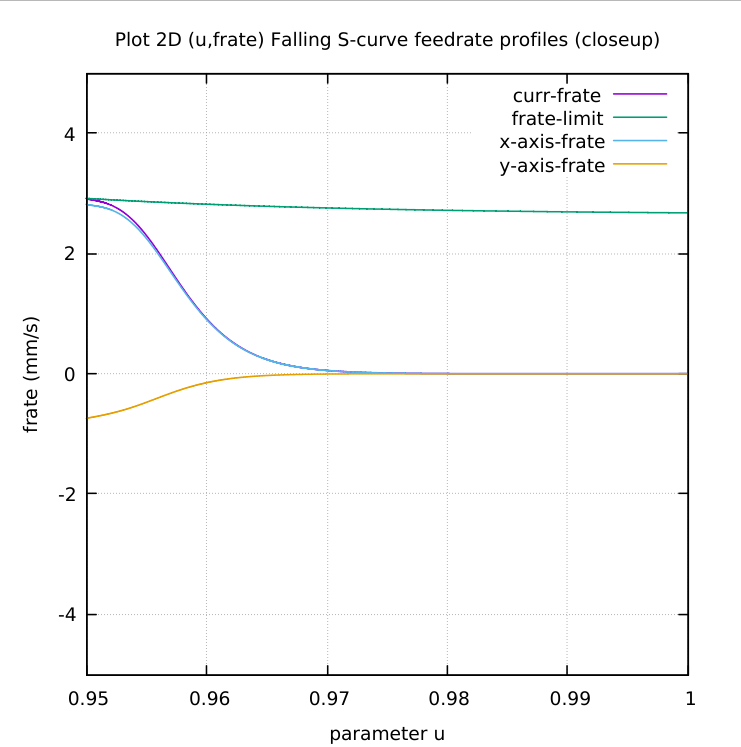 Plot 2D (u,frate) Falling S-curve feedrate profiles (closeup)
curr-frate
frate-limit
x-axis-frate
y-axis-frate
4
2
0
-2
-4
frate (mm/s)
0.95 0.96 0.97 0.98 0.99 1
parameter u